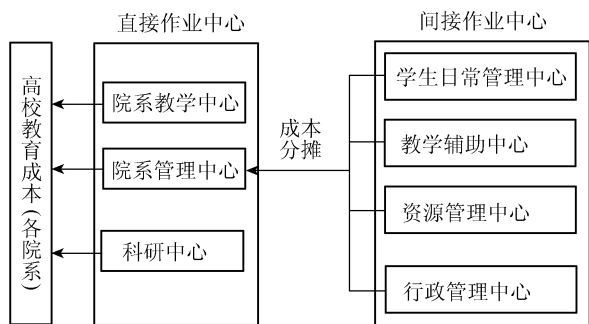 直接作业中心
间接作业中心
高校教育成本(各院系)
院系教学中心
院系管理中心
科研中心
成本
分摊
学生日常管理中心
教学辅助中心
资源管理中心
行政管理中心